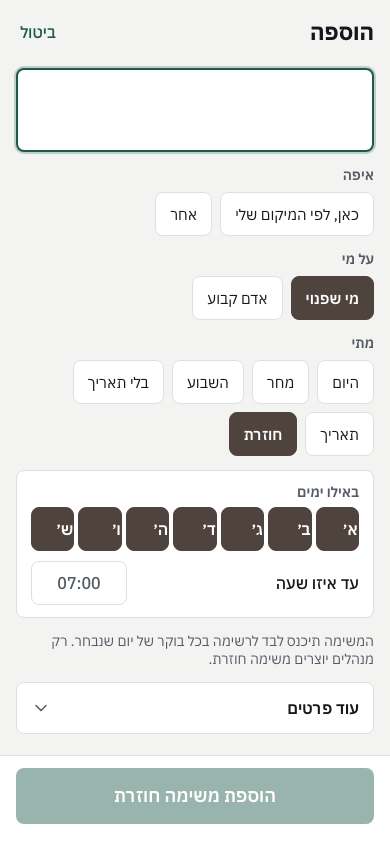 הוספה
ביטול
איפה
כאן, לפי המיקום שלי
אחר
על מי
מי שפנוי
אדם קבוע
מתי
היום
מחר
השבוע
בלי תאריך
תאריך
חוזרת
באילו ימים
א׳
ב׳
ג׳
ד׳
ה׳
ו׳
ש׳
עד איזו שעה
07:00
המשימה תיכנס לבד לרשימה בכל בוקר של יום שנבחר. רק
מנהלים יוצרים משימה חוזרת.
עוד פרטים
הוספת משימה חוזרת